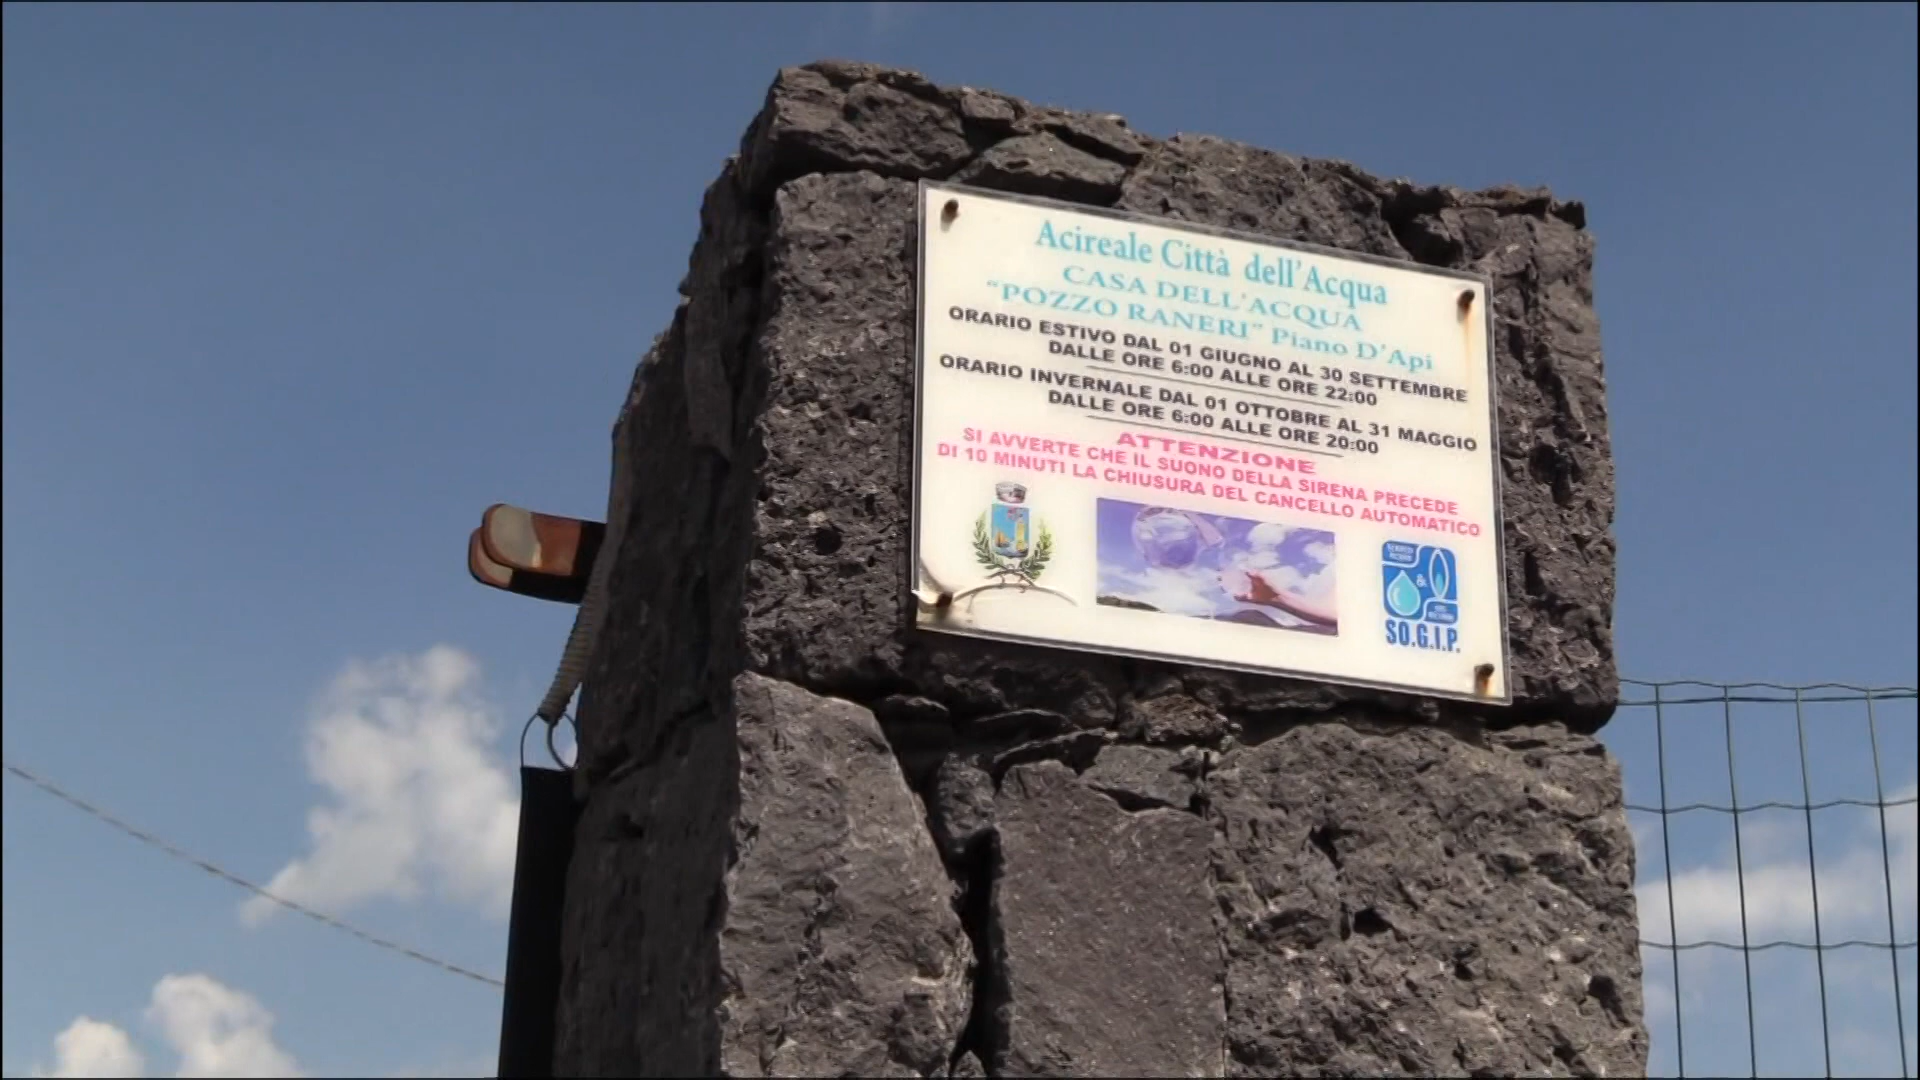 Acireale Città dell'Acqua
CASA DELL'ACQUA
"POZZO RANERI" Piano D'Api
ORARIO ESTIVO DAL 01 GIUGNO AL 30 SETTEMBRE
DALLE ORE 6:00 ALLE ORE 22:00
ORARIO INVERNALE DAL 01 OTTOBRE AL 31 MAGGIO
DALLE ORE 6:00 ALLE ORE 20:00
ATTENZIONE
SI AVVERTE CHE IL SUONO DELLA SIRENA PRECEDE
DI 10 MINUTI LA CHIUSURA DEL CANCELLO AUTOMATICO
&
SO.G.I.P.